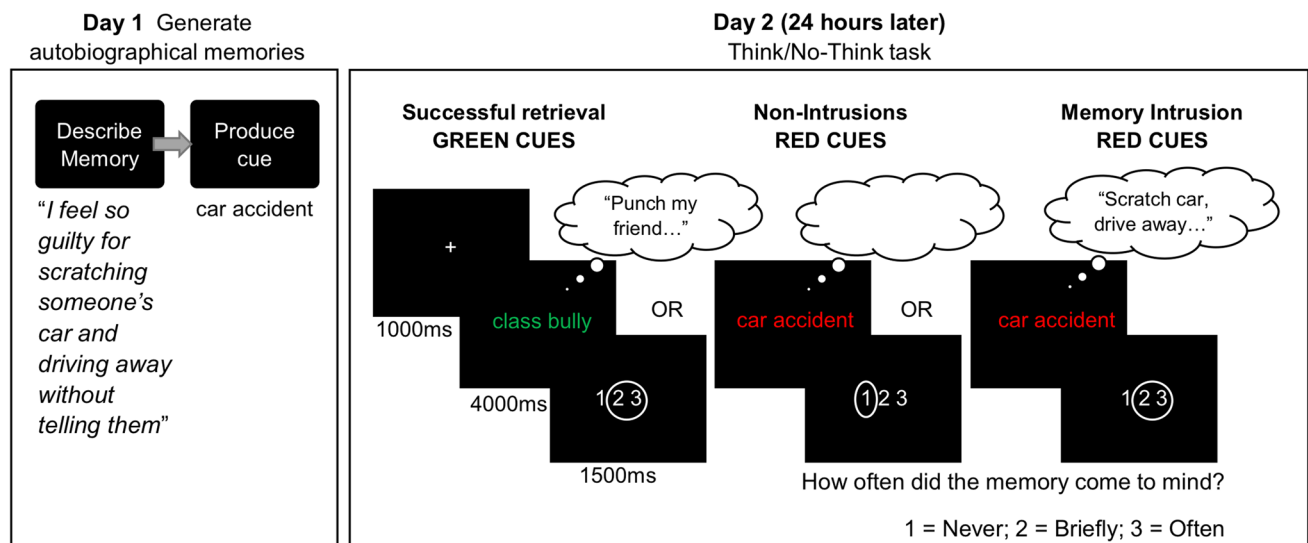 Day 1 Generate
autobiographical memories
Describe
Memory
Produce
cue
car accident
“I feel so
guilty for
scratching
someone’s
car and
driving away
without
telling them”
Day 2 (24 hours later)
Think/No-Think task
Successful retrieval
GREEN CUES
Non-Intrusions
RED CUES
Memory Intrusion
RED CUES
+
1000ms
“Punch my
friend…”
class bully
4000ms
1 2 3
1500ms
OR
car accident
1 2 3
OR
“Scratch car,
drive away…”
car accident
1 2 3
How often did the memory come to mind?
1 = Never; 2 = Briefly; 3 = Often